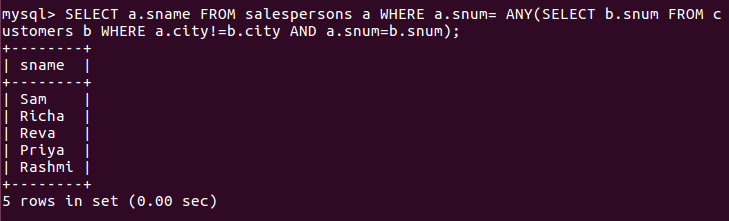 mysql> SELECT a.sname FROM salespersons a WHERE a.snum= ANY(SELECT b.snum FROM c
ustomers b WHERE a.city!=b.city AND a.snum=b.snum);
+--------+
| sname  |
+--------+
| Sam    |
| Richa  |
| Reva   |
| Priya  |
| Rashmi |
+--------+
5 rows in set (0.00 sec)